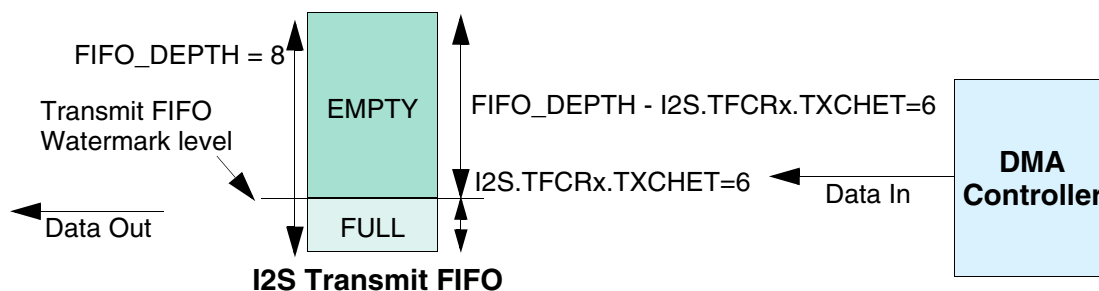 FIFO_DEPTH = 8
Transmit FIFO
Watermark level
EMPTY
FIFO_DEPTH - I2S.TFCRx.TXCHET=6
I2S.TFCRx.TXCHET=6
FULL
Data Out
I2S Transmit FIFO
Data In
DMA
Controller